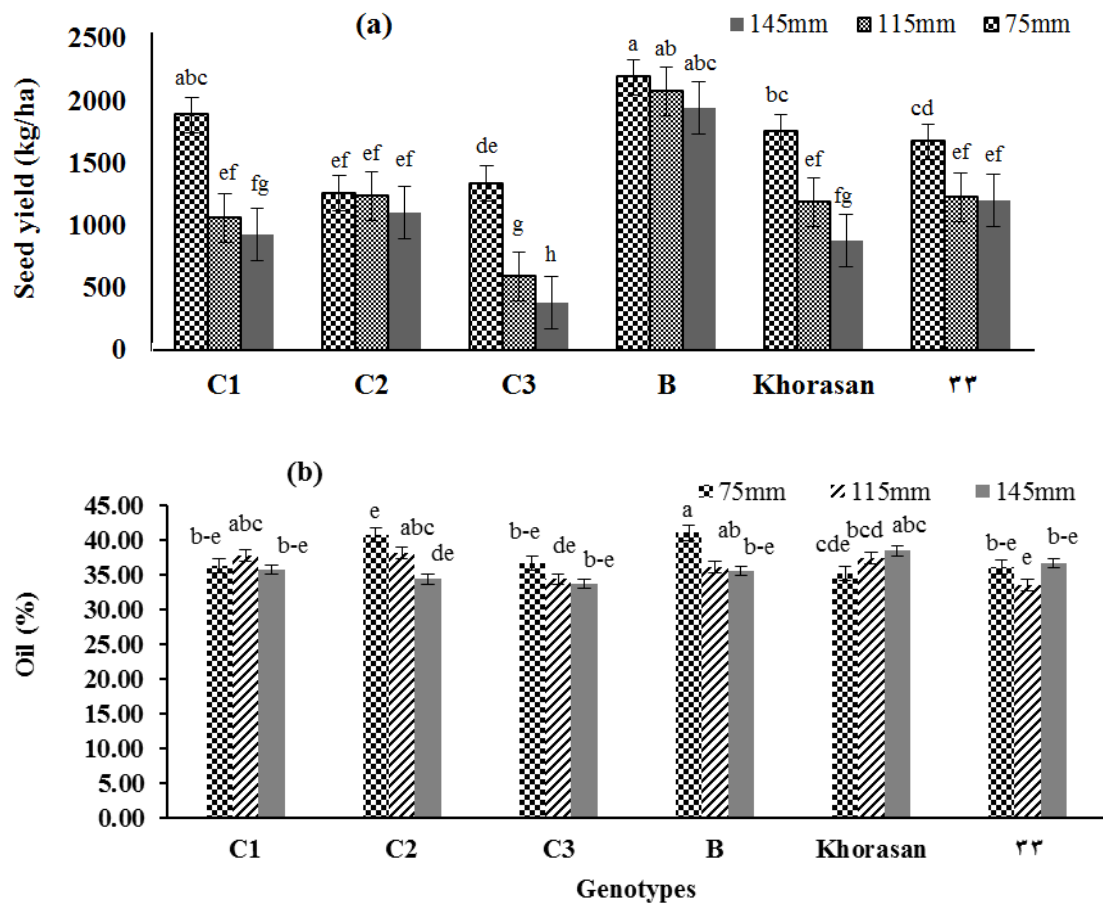 (a)
145mm 115mm 75mm
Seed yield (kg/ha)
2500
2000
1500
1000
500
0
abc ef fg
ef ef ef
de g h
a ab abc
bc ef fg
cd ef ef
C1 C2 C3 B Khorasan ۳۳
(b)
75mm 115mm 145mm
Oil (%)
45.00
40.00
35.00
30.00
25.00
20.00
15.00
10.00
5.00
0.00
b-e abc b-e
e abc de
b-e de b-e
a ab b-e
cde bcd abc
b-e e b-e
C1 C2 C3 B Khorasan ۳۳
Genotypes